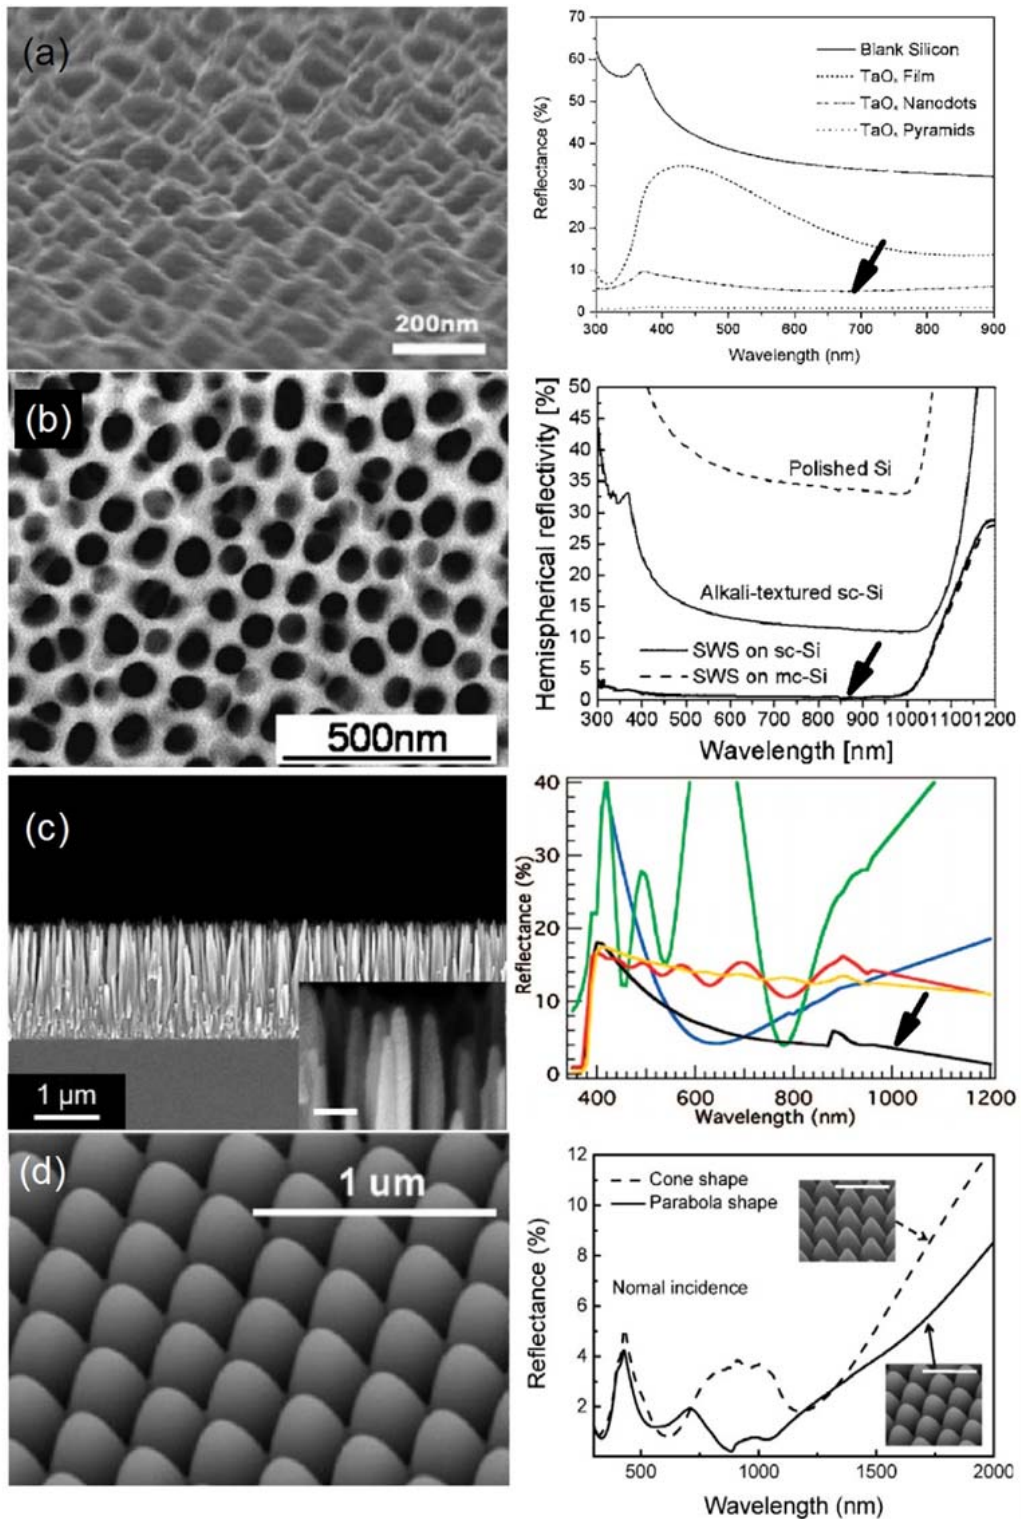 (a)
200nm
70
60
50
40
30
20
10
0
Reflectance (%)
Blank Silicon
TaOx Film
TaOx Nanodots
TaOx Pyramids
300 400 500 600 700 800 900
Wavelength (nm)
(b)
500nm
50
45
40
35
30
25
20
15
10
5
0
Hemispherical reflectivity [%]
Polished Si
Alkali-textured sc-Si
SWS on sc-Si
SWS on mc-Si
300 400 500 600 700 800 900 1000 1100 1200
Wavelength [nm]
(c)
1 µm
40
30
20
10
0
Reflectance (%)
400 600 800 1000 1200
Wavelength (nm)
(d)
1 um
12
10
8
6
4
2
Reflectance (%)
Cone shape
Parabola shape
Nomal incidence
500 1000 1500 2000
Wavelength (nm)